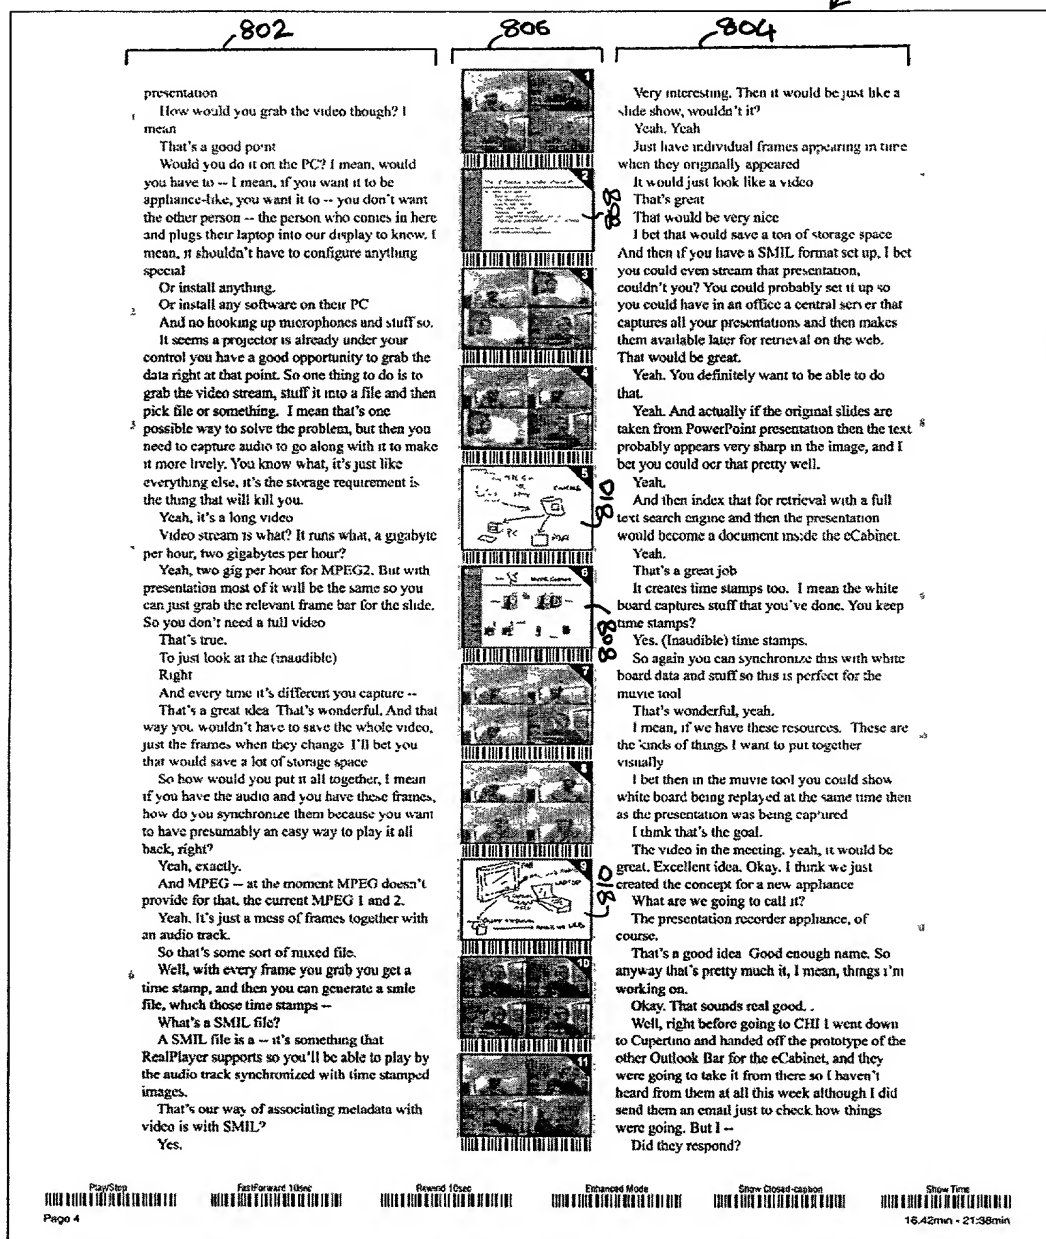 802
806
804
presentation
How would you grab the video though? I
mean
That's a good point
Would you do it on the PC? I mean, would
you have to -- I mean, if you want it to be
appliance-like, you want it to -- you don't want
the other person -- the person who comes in here
and plugs their laptop into our display to know. I
mean, it shouldn't have to configure anything
special
Or install anything.
Or install any software on their PC
And no hooking up microphones and stuff so.
It seems a projector is already under your
control you have a good opportunity to grab the
data right at that point. So one thing to do is to
grab the video stream, stuff it into a file and then
pick file or something. I mean that's one
possible way to solve the problem, but then you
need to capture audio to go along with it to make
it more lively. You know what, it's just like
everything else, it's the storage requirement is
the thing that will kill you.
Yeah, it's a long video
Video stream is what? It runs what, a gigabyte
per hour, two gigabytes per hour?
Yeah, two gig per hour for MPEG2. But with
presentation most of it will be the same so you
can just grab the relevant frame bar for the slide.
So you don't need a full video
That's true.
To just look at the (inaudible)
Right
And every time it's different you capture --
That's a great idea That's wonderful. And that
way you wouldn't have to save the whole video,
just the frames when they change I'll bet you
that would save a lot of storage space
So how would you put it all together, I mean
if you have the audio and you have these frames,
how do you synchronize them because you want
to have presumably an easy way to play it all
back, right?
Yeah, exactly.
And MPEG -- at the moment MPEG doesn't
provide for that, the current MPEG 1 and 2.
Yeah. It's just a mess of frames together with
an audio track.
So that's some sort of mixed file.
Well, with every frame you grab you get a
time stamp, and then you can generate a smle
file, which those time stamps --
What's a SMIL file?
A SMIL file is a -- it's something that
RealPlayer supports so you'll be able to play by
the audio track synchronized with time stamped
images.
That's our way of associating metadata with
video is with SMIL?
Yes.
1
2
808
3
4
5
810
PC
6
808
7
8
9
LAPTOP
810
10
11
Very interesting. Then it would be just like a
slide show, wouldn't it?
Yeah. Yeah
Just have individual frames appearing in time
when they originally appeared
It would just look like a video
That's great
That would be very nice
I bet that would save a ton of storage space
And then if you have a SMIL format set up, I bet
you could even stream that presentation,
couldn't you? You could probably set it up so
you could have in an office a central server that
captures all your presentations and then makes
them available later for retrieval on the web.
That would be great.
Yeah. You definitely want to be able to do
that.
Yeah. And actually if the original slides are
taken from PowerPoint presentation then the text
probably appears very sharp in the image, and I
bet you could ocr that pretty well.
Yeah.
And then index that for retrieval with a full
text search engine and then the presentation
would become a document inside the eCabinet.
Yeah.
That's a great job
It creates time stamps too. I mean the white
board captures stuff that you've done. You keep
time stamps?
Yes. (Inaudible) time stamps.
So again you can synchronize this with white
board data and stuff so this is perfect for the
muvie tool
That's wonderful, yeah.
I mean, if we have these resources. These are
the kinds of things I want to put together
visually
I bet then in the muvie tool you could show
white board being replayed at the same time then
as the presentation was being captured
I think that's the goal.
The video in the meeting. yeah, it would be
great. Excellent idea. Okay. I think we just
created the concept for a new appliance
What are we going to call it?
The presentation recorder appliance, of
course.
That's a good idea Good enough name. So
anyway that's pretty much it, I mean, things I'm
working on.
Okay. That sounds real good. .
Well, right before going to CHI I went down
to Cupertino and handed off the prototype of the
other Outlook Bar for the eCabinet, and they
were going to take it from there so I haven't
heard from them at all this week although I did
send them an email just to check how things
were going. But I --
Did they respond?
Play/Stop
FastForward 10sec
Rewind 10sec
Enhanced Mode
Show Closed-caption
Show Time
Page 4
16.42min - 21:38min